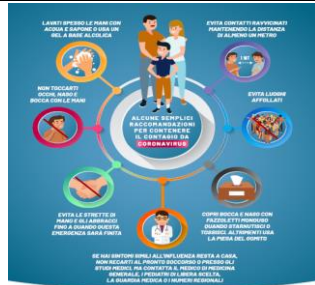 LAVATI SPESSO LE MANI CON
ACQUA E SAPONE O USA UN
GEL A BASE ALCOLICA
EVITA CONTATTI RAVVICINATI
MANTENENDO LA DISTANZA
DI ALMENO UN METRO
1 MT
NON TOCCARTI
OCCHI, NASO E
BOCCA CON LE MANI
EVITA LUOGHI
AFFOLLATI
ALCUNE SEMPLICI
RACCOMANDAZIONI
PER CONTENERE
IL CONTAGIO DA
CORONAVIRUS
EVITA LE STRETTE DI
MANO E GLI ABBRACCI
FINO A QUANDO QUESTA
EMERGENZA SARÀ FINITA
COPRI BOCCA E NASO CON
FAZZOLETTI MONOUSO
QUANDO STARNUTISCI O
TOSSISCI. ALTRIMENTI USA
LA PIEGA DEL GOMITO
SE HAI SINTOMI SIMILI ALL'INFLUENZA RESTA A CASA,
NON RECARTI AL PRONTO SOCCORSO O PRESSO GLI
STUDI MEDICI, MA CONTATTA IL MEDICO DI MEDICINA
GENERALE, I PEDIATRI DI LIBERA SCELTA,
LA GUARDIA MEDICA O I NUMERI REGIONALI